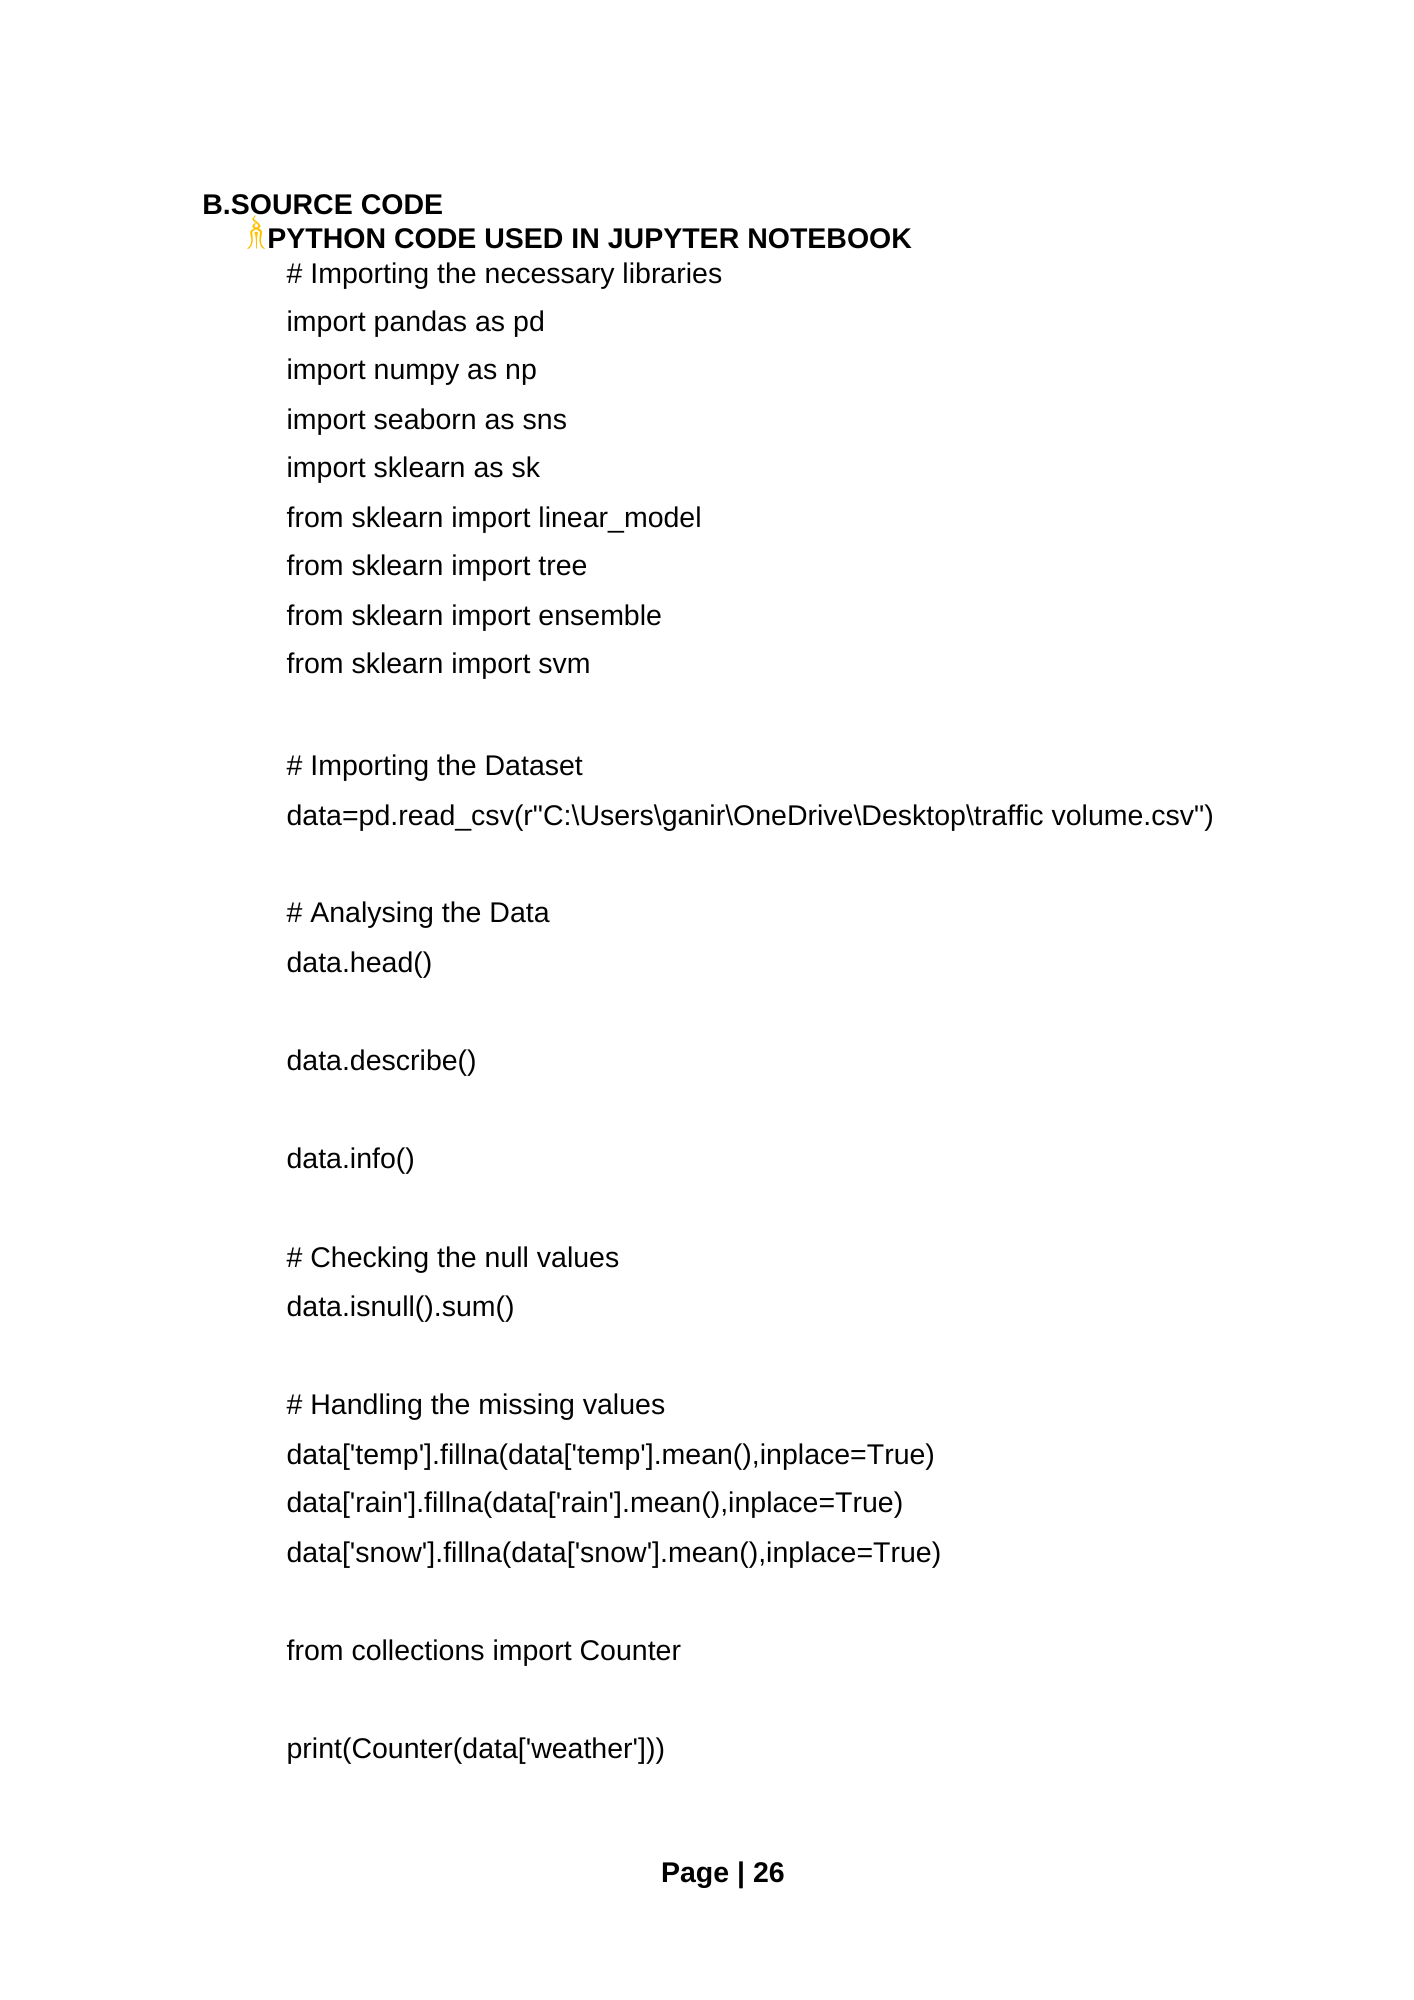 B.SOURCE CODE
PYTHON CODE USED IN JUPYTER NOTEBOOK
# Importing the necessary libraries
import pandas as pd
import numpy as np
import seaborn as sns
import sklearn as sk
from sklearn import linear_model
from sklearn import tree
from sklearn import ensemble
from sklearn import svm
# Importing the Dataset
data=pd.read_csv(r"C:\Users\ganir\OneDrive\Desktop\traffic volume.csv")
# Analysing the Data
data.head()
data.describe()
data.info()
# Checking the null values
data.isnull().sum()
# Handling the missing values
data['temp'].fillna(data['temp'].mean(),inplace=True)
data['rain'].fillna(data['rain'].mean(),inplace=True)
data['snow'].fillna(data['snow'].mean(),inplace=True)
from collections import Counter
print(Counter(data['weather']))
Page | 26